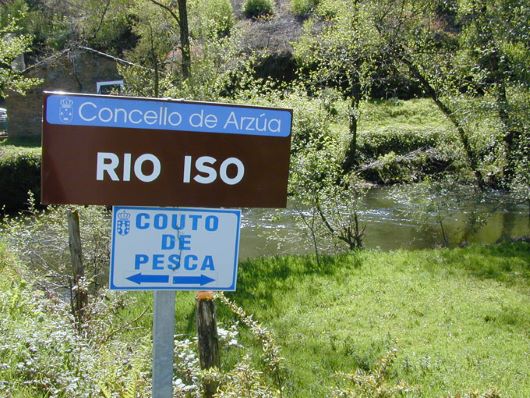 Concello de Arzúa
RIO ISO
COUTO
DE
PESCA